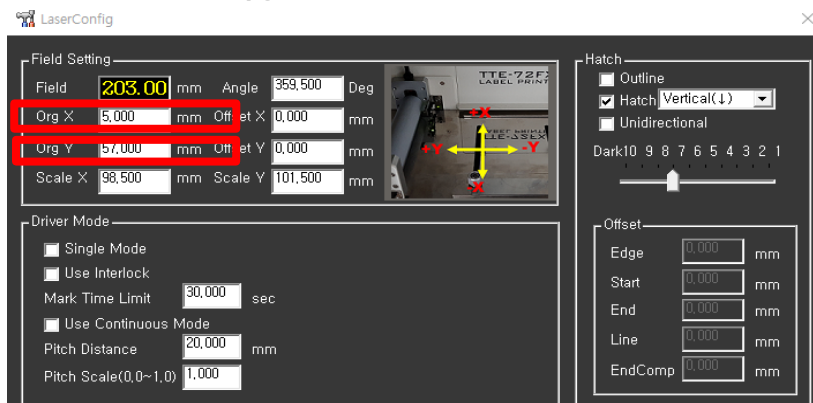 LaserConfig
Field Setting
Field 203.00 mm Angle 359,500 Deg
Org X 5,000 mm Offset X 0,000 mm
Org Y 57,000 mm Offset Y 0,000 mm
Scale X 98,500 mm Scale Y 101,500 mm
TTE-72F
LABEL PRINT
+X
+Y -Y
-X
Driver Mode
Single Mode
Use Interlock
Mark Time Limit 30,000 sec
Use Continuous Mode
Pitch Distance 20,000 mm
Pitch Scale(0,0~1,0) 1,000
Hatch
Outline
Hatch Vertical(↓)
Unidirectional
Dark10 9 8 7 6 5 4 3 2 1
Offset
Edge 0,000 mm
Start 0,000 mm
End 0,000 mm
Line 0,000 mm
EndComp 0,000 mm